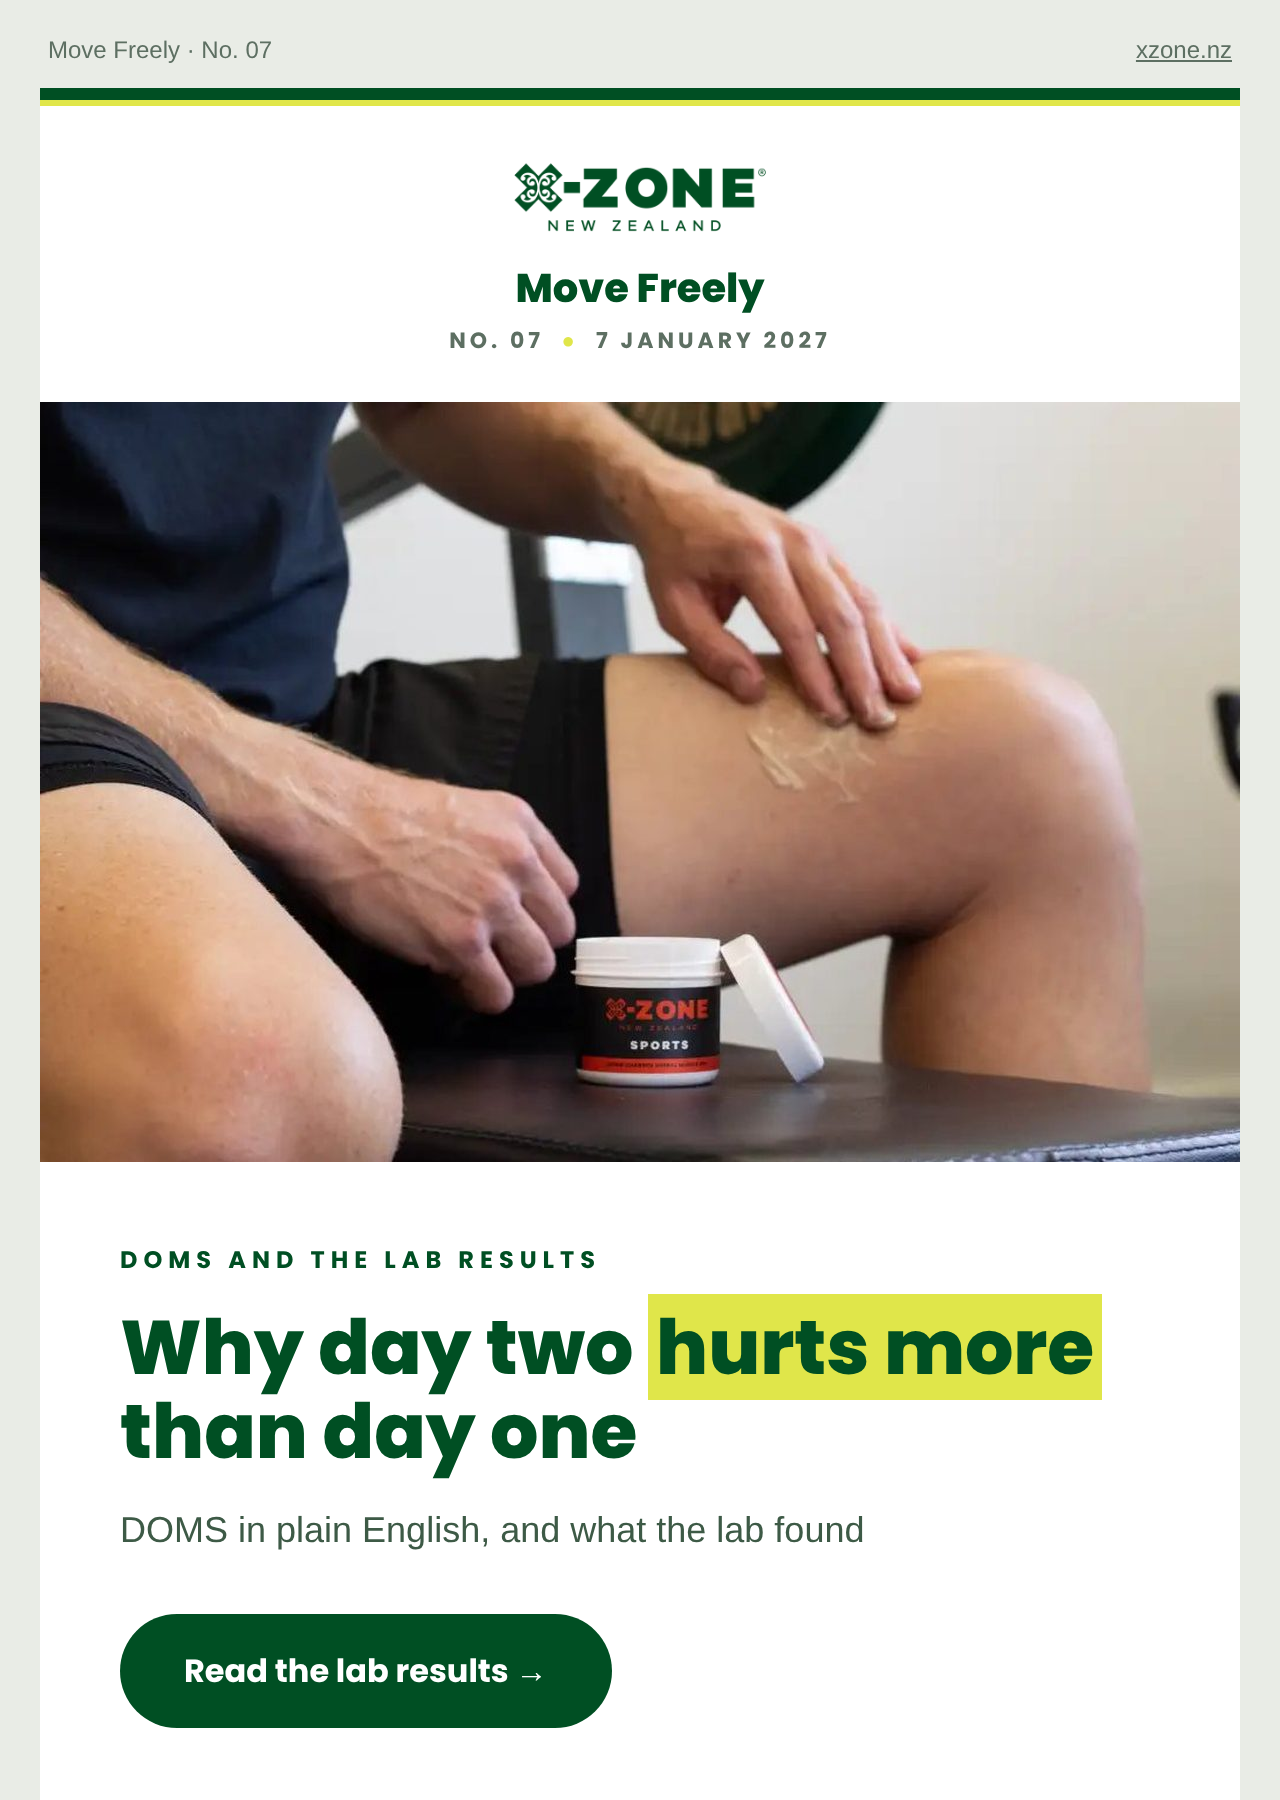 Move Freely · No. 07
xzone.nz
X-ZONE®
NEW ZEALAND
Move Freely
NO. 07 • 7 JANUARY 2027
X-ZONE
NEW ZEALAND
SPORTS
DOMS AND THE LAB RESULTS
Why day two hurts more
than day one
DOMS in plain English, and what the lab found
Read the lab results →